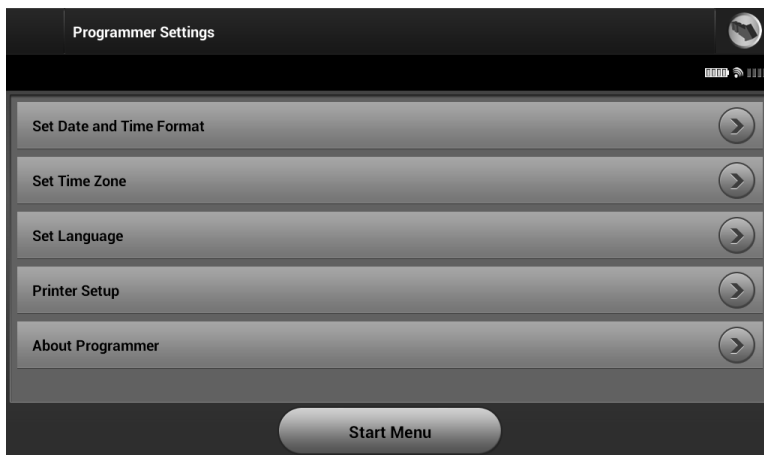 Programmer Settings
Set Date and Time Format
Set Time Zone
Set Language
Printer Setup
About Programmer
Start Menu